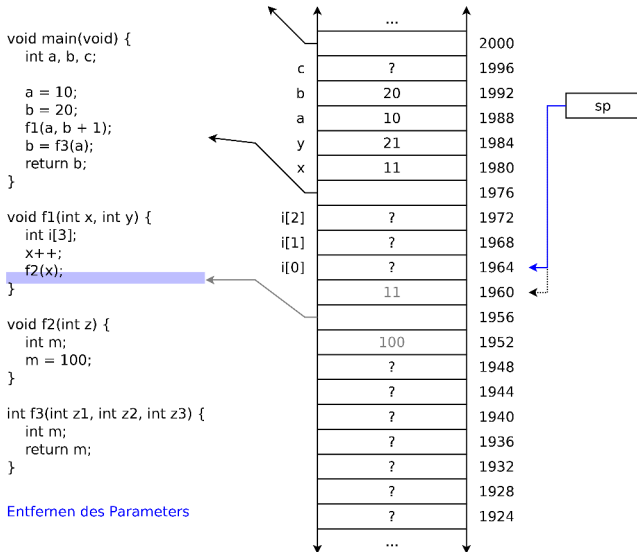 void main(void) {
int a, b, c;
a = 10;
b = 20;
f1(a, b + 1);
b = f3(a);
return b;
}
void f1(int x, int y) {
int i[3];
x++;
f2(x);
}
void f2(int z) {
int m;
m = 100;
}
int f3(int z1, int z2, int z3) {
int m;
return m;
}
Entfernen des Parameters
...
2000
c ? 1996
b 20 1992
a 10 1988
y 21 1984
x 11 1980
1976
i[2] ? 1972
i[1] ? 1968
i[0] ? 1964
11 1960
1956
100 1952
? 1948
? 1944
? 1940
? 1936
? 1932
? 1928
? 1924
...
sp